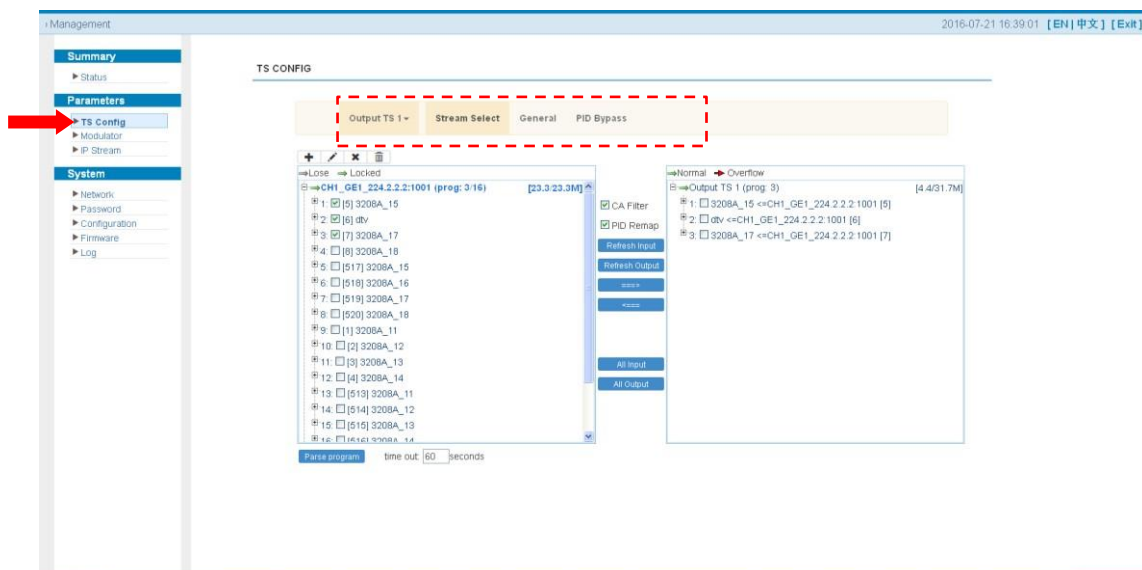 Management
2016-07-21 16:39:01 [ EN | 中文 ] [ Exit ]
Summary
Status
Parameters
TS Config
Modulator
IP Stream
System
Network
Password
Configuration
Firmware
Log
TS CONFIG
Output TS 1 Stream Select General PID Bypass
Lose Locked
CH1_GE1_224.2.2.2:1001 (prog: 3/16) [23.3/23.3M]
1: [5] 3208A_15
2: [6] dtv
3: [7] 3208A_17
4: [8] 3208A_18
5: [517] 3208A_15
6: [518] 3208A_16
7: [519] 3208A_17
8: [520] 3208A_18
9: [1] 3208A_11
10: [2] 3208A_12
11: [3] 3208A_13
12: [4] 3208A_14
13: [513] 3208A_11
14: [514] 3208A_12
15: [515] 3208A_13
16: [516] 3208A_14
Parse program time out: 60 seconds
CA Filter
PID Remap
Refresh Input
Refresh Output
===>
<===
All Input
All Output
Normal Overflow
Output TS 1 (prog: 3) [4.4/31.7M]
1: 3208A_15 <=CH1_GE1_224.2.2.2:1001 [5]
2: dtv <=CH1_GE1_224.2.2.2:1001 [6]
3: 3208A_17 <=CH1_GE1_224.2.2.2:1001 [7]